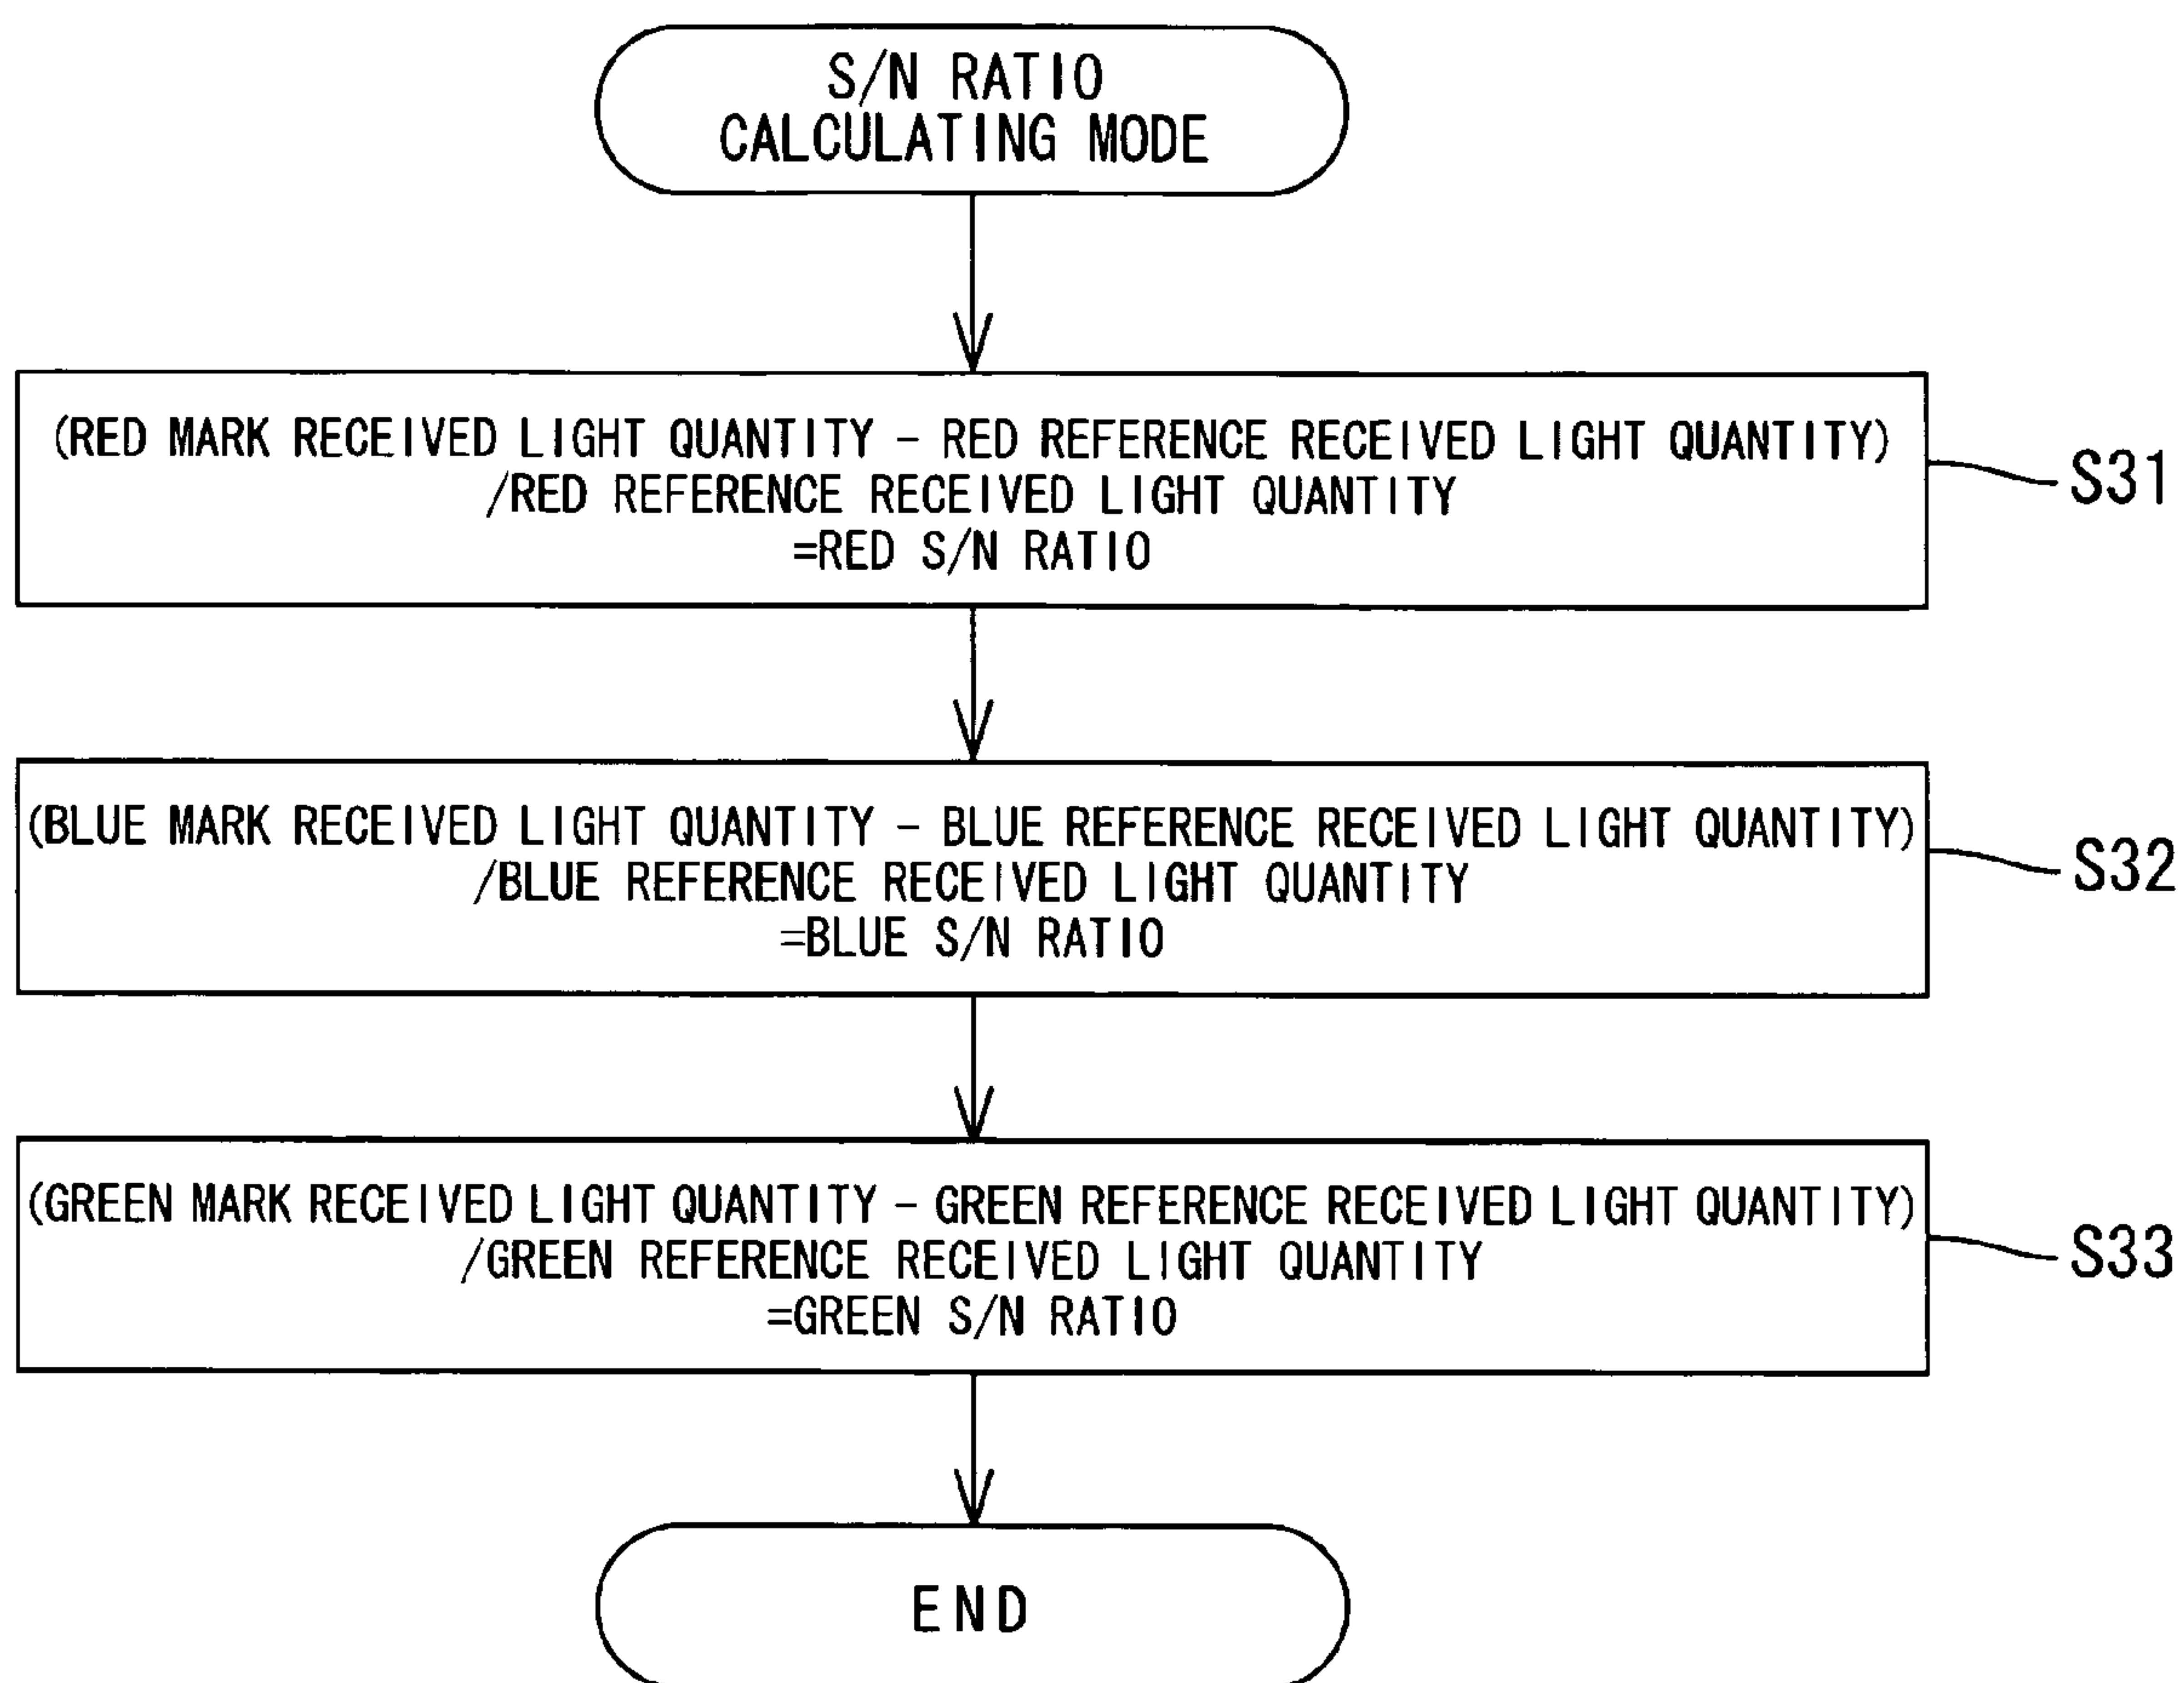 S/N RATIO
CALCULATING MODE
(RED MARK RECEIVED LIGHT QUANTITY - RED REFERENCE RECEIVED LIGHT QUANTITY)
/RED REFERENCE RECEIVED LIGHT QUANTITY
=RED S/N RATIO
S31
(BLUE MARK RECEIVED LIGHT QUANTITY - BLUE REFERENCE RECEIVED LIGHT QUANTITY)
/BLUE REFERENCE RECEIVED LIGHT QUANTITY
=BLUE S/N RATIO
S32
(GREEN MARK RECEIVED LIGHT QUANTITY - GREEN REFERENCE RECEIVED LIGHT QUANTITY)
/GREEN REFERENCE RECEIVED LIGHT QUANTITY
=GREEN S/N RATIO
S33
END